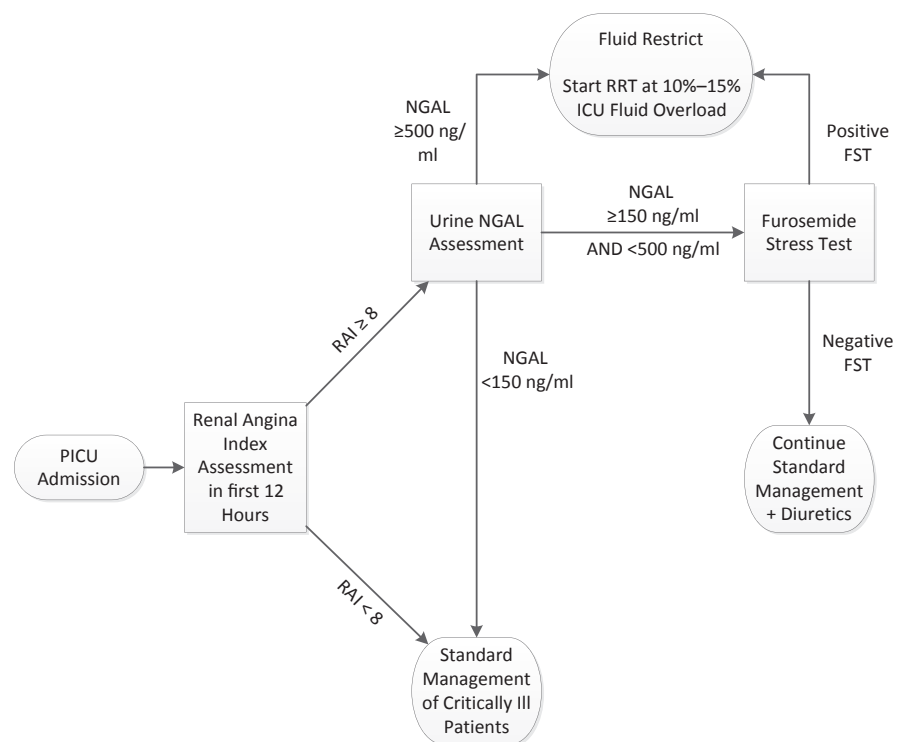 Fluid Restrict
Start RRT at 10%–15%
ICU Fluid Overload
NGAL
≥500 ng/
ml
Positive
FST
Urine NGAL
Assessment
NGAL
≥150 ng/ml
AND <500 ng/ml
Furosemide
Stress Test
RAI ≥ 8
NGAL
<150 ng/ml
Negative
FST
PICU
Admission
Renal Angina
Index
Assessment
in first 12
Hours
Continue
Standard
Management
+ Diuretics
RAI < 8
Standard
Management
of Critically Ill
Patients